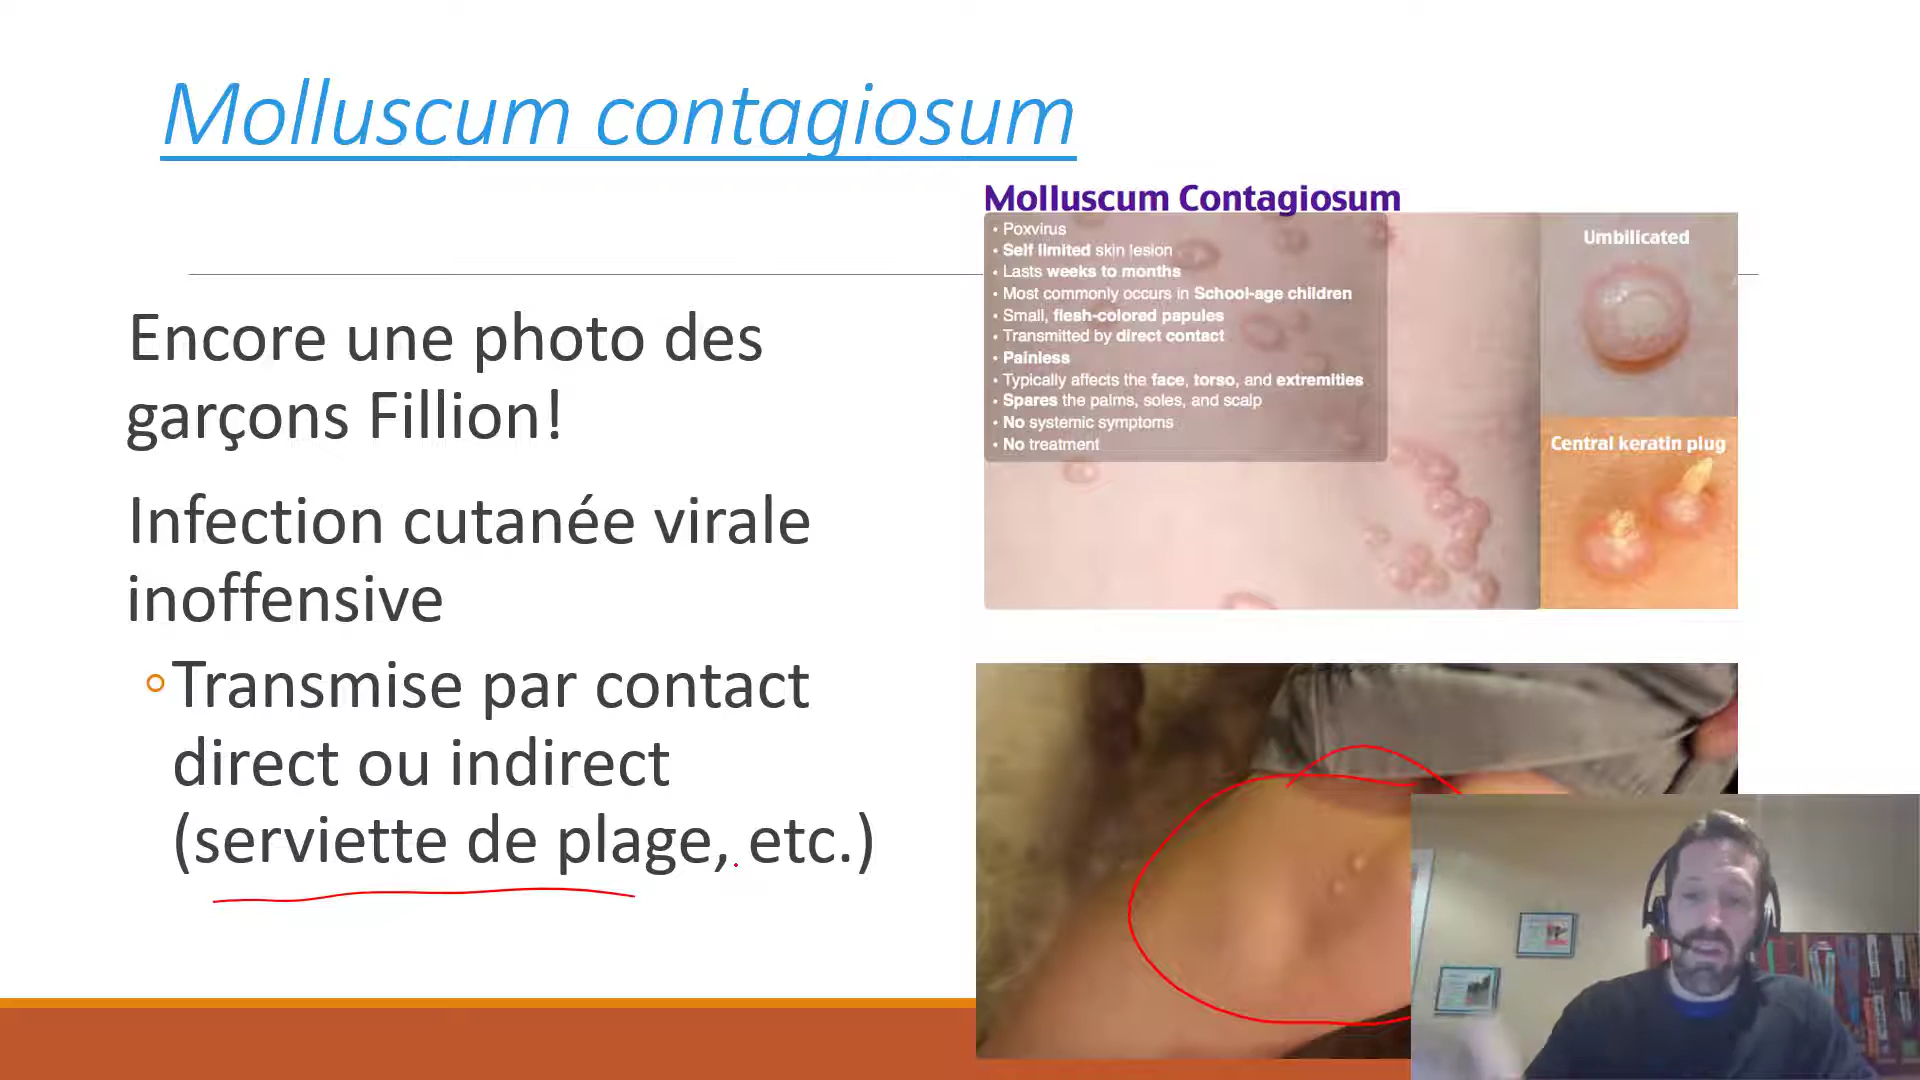 Molluscum contagiosum
Encore une photo des
garçons Fillion!
Infection cutanée virale
inoffensive
◦Transmise par contact
direct ou indirect
(serviette de plage, etc.)
Molluscum Contagiosum
• Poxvirus
• Self limited skin lesion
• Lasts weeks to months
• Most commonly occurs in School-age children
• Small, flesh-colored papules
• Transmitted by direct contact
• Painless
• Typically affects the face, torso, and extremities
• Spares the palms, soles, and scalp
• No systemic symptoms
• No treatment
Umbilicated
Central keratin plug